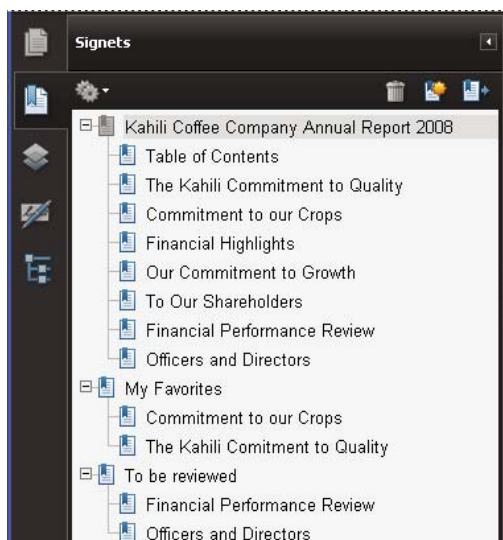 Signets
Kahili Coffee Company Annual Report 2008
Table of Contents
The Kahili Commitment to Quality
Commitment to our Crops
Financial Highlights
Our Commitment to Growth
To Our Shareholders
Financial Performance Review
Officers and Directors
My Favorites
Commitment to our Crops
The Kahili Comitment to Quality
To be reviewed
Financial Performance Review
Officers and Directors